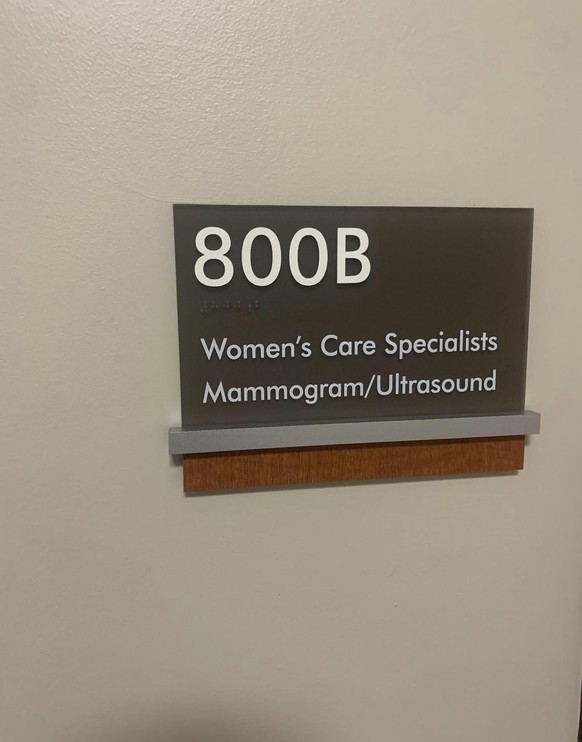 800B
Women's Care Specialists
Mammogram/Ultrasound